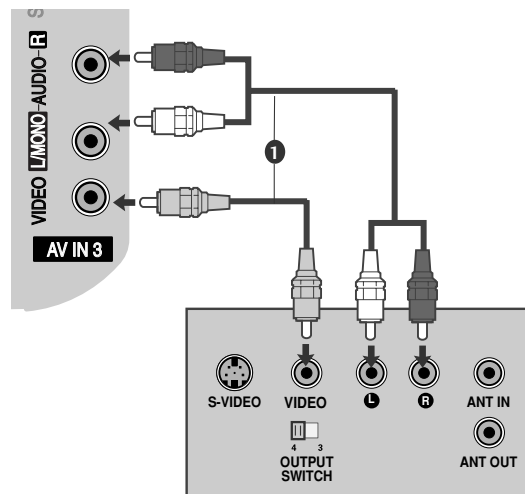 VIDEO L/MONO-AUDIO-R
AV IN 3
1
S-VIDEO
VIDEO
L
R
ANT IN
4 3
OUTPUT
SWITCH
ANT OUT